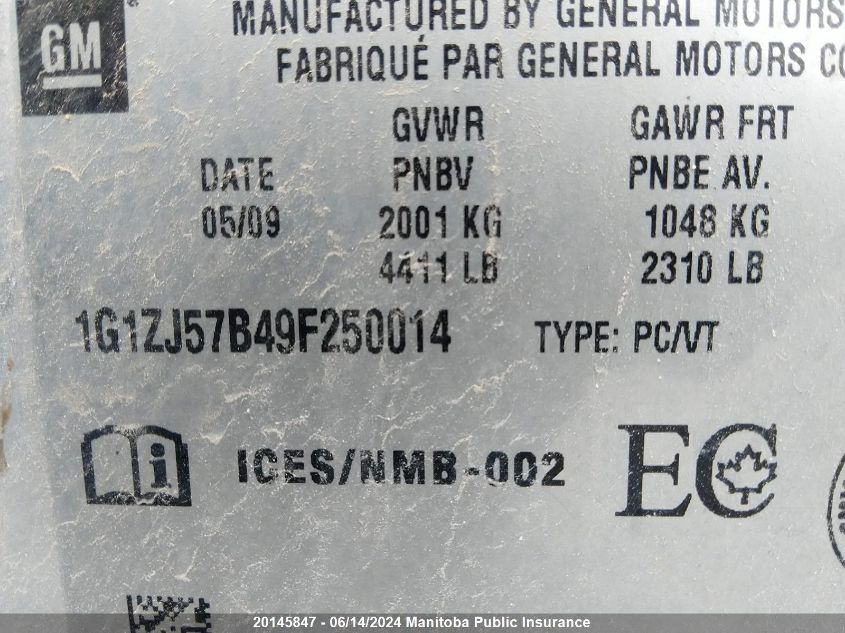 GM
MANUFACTURED BY GENERAL MOTORS
FABRIQUÉ PAR GENERAL MOTORS
DATE
05/09
GVWR
PNBV
2001 KG
4411 LB
GAWR FRT
PNBE AV.
1048 KG
2310 LB
1G1ZJ57B49F250014 TYPE: PC/VT
i ICES/NMB-002 EC
20145847 - 06/14/2024 Manitoba Public Insurance